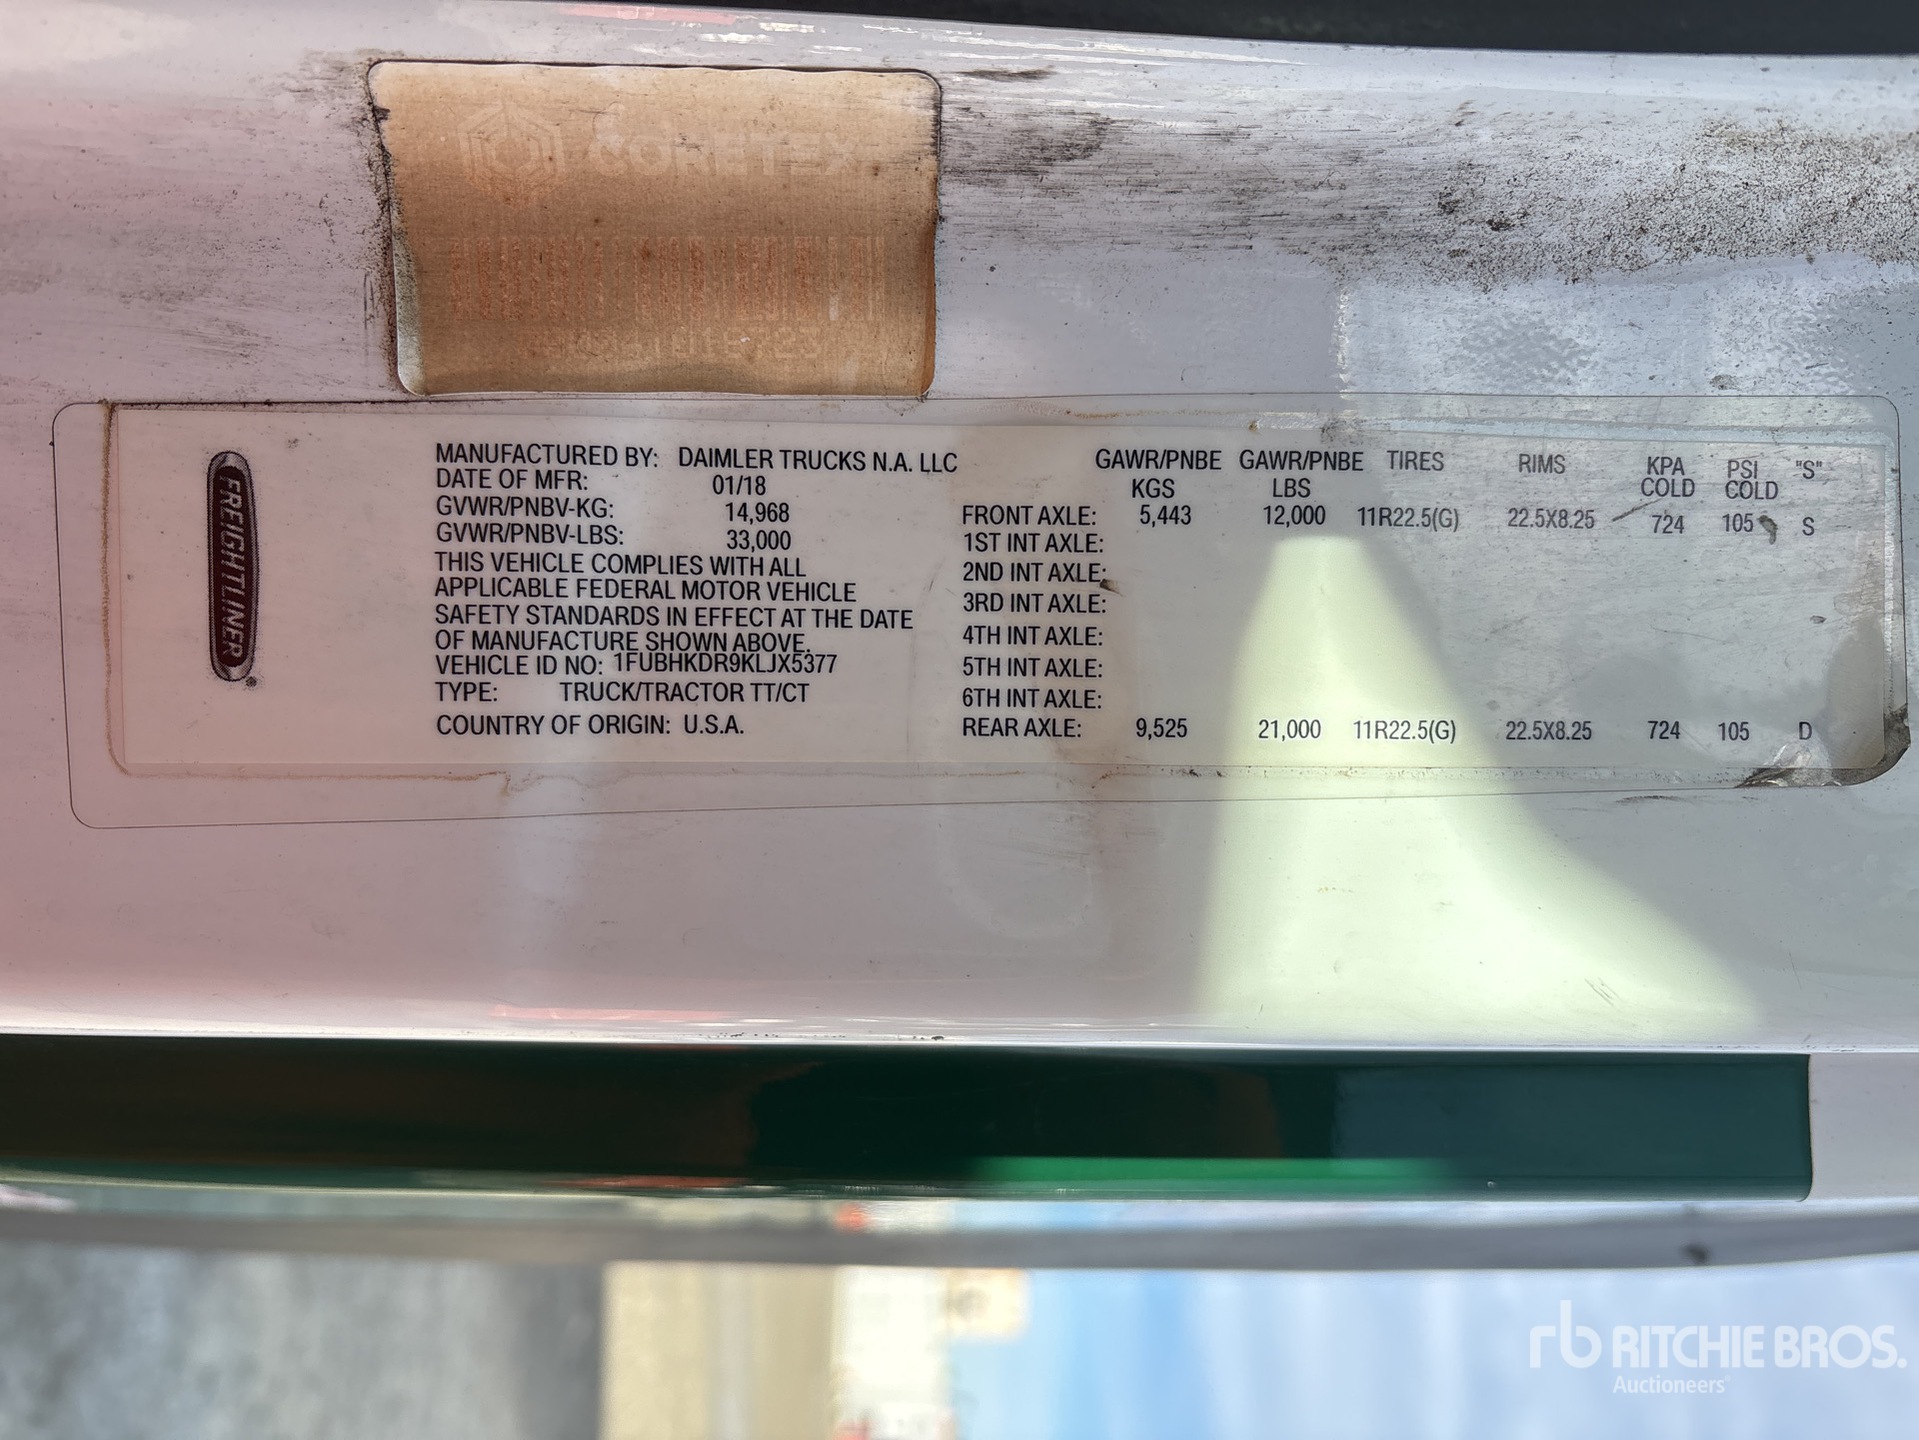 CORETEX
FREIGHTLINER
MANUFACTURED BY: DAIMLER TRUCKS N.A. LLC
DATE OF MFR: 01/18
GVWR/PNBV-KG: 14,968
GVWR/PNBV-LBS: 33,000
THIS VEHICLE COMPLIES WITH ALL
APPLICABLE FEDERAL MOTOR VEHICLE
SAFETY STANDARDS IN EFFECT AT THE DATE
OF MANUFACTURE SHOWN ABOVE.
VEHICLE ID NO: 1FUBHKDR9KLJX5377
TYPE: TRUCK/TRACTOR TT/CT
COUNTRY OF ORIGIN: U.S.A.
GAWR/PNBE GAWR/PNBE TIRES RIMS KPA PSI "S"
KGS LBS COLD COLD
FRONT AXLE: 5,443 12,000 11R22.5(G) 22.5X8.25 724 105 S
1ST INT AXLE:
2ND INT AXLE:
3RD INT AXLE:
4TH INT AXLE:
5TH INT AXLE:
6TH INT AXLE:
REAR AXLE: 9,525 21,000 11R22.5(G) 22.5X8.25 724 105 D
rb RITCHIE BROS.
Auctioneers